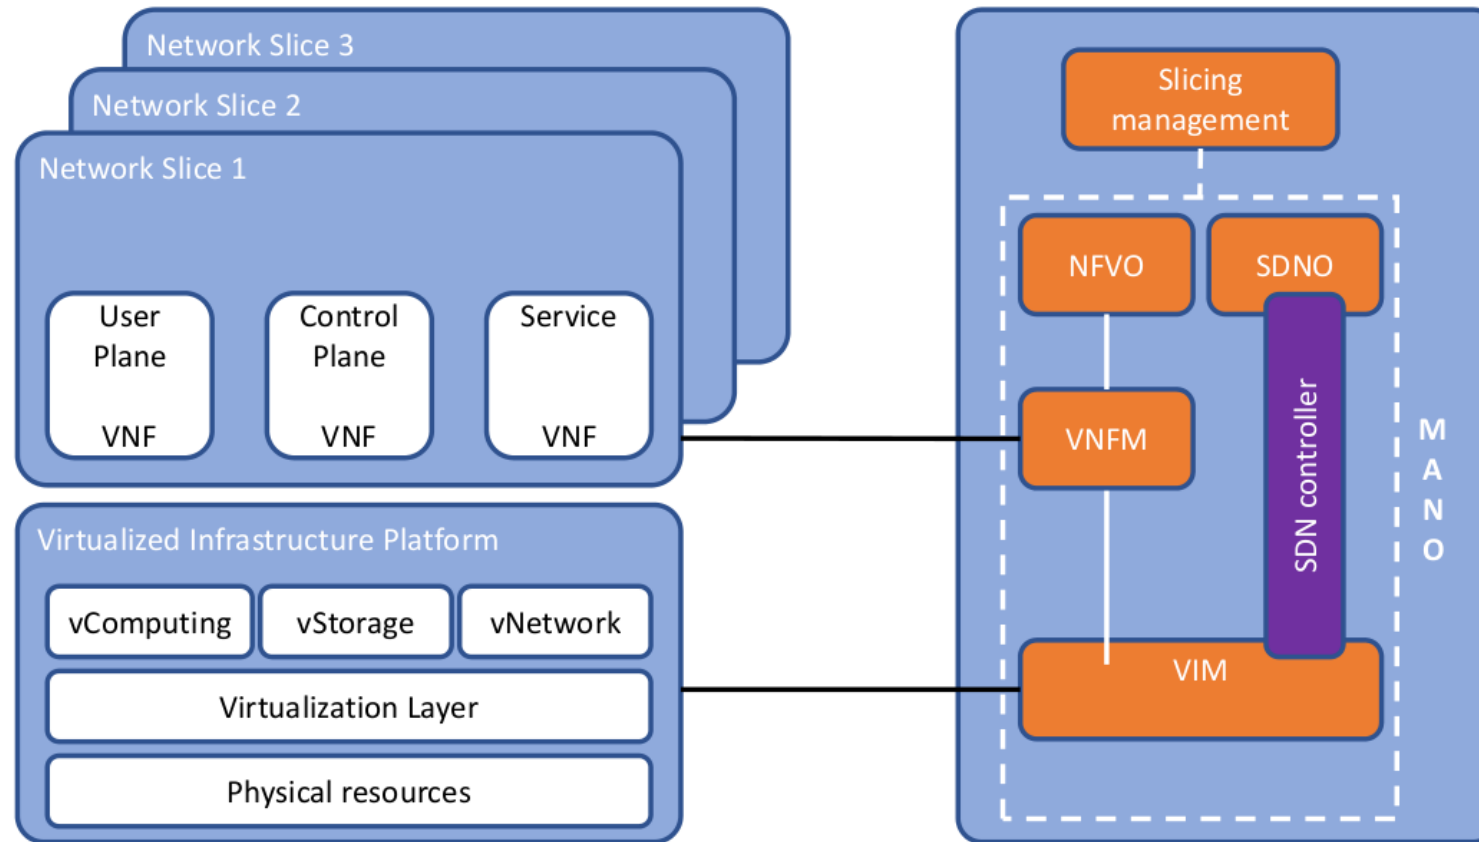 Network Slice 3
Network Slice 2
Network Slice 1
User
Plane
VNF
Control
Plane
VNF
Service
VNF
Virtualized Infrastructure Platform
vComputing
vStorage
vNetwork
Virtualization Layer
Physical resources
Slicing
management
NFVO
SDNO
VNFM
SDN controller
VIM
M
A
N
O